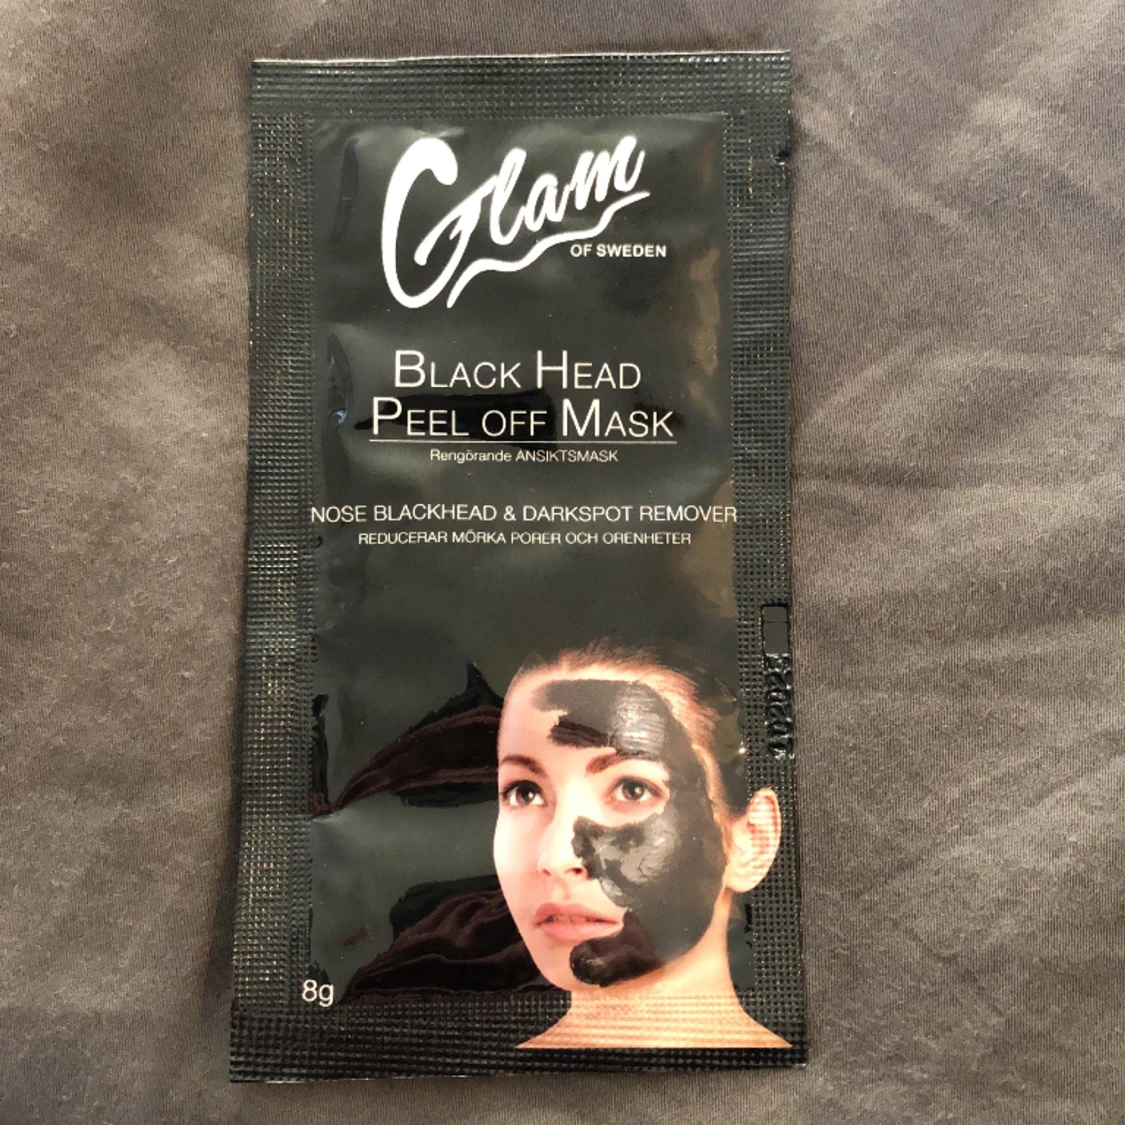 Glam
OF SWEDEN
BLACK HEAD
PEEL OFF MASK
Rengörande ANSIKTSMASK
NOSE BLACKHEAD & DARKSPOT REMOVER
REDUCERAR MÖRKA PORER OCH ORENHETER
8g